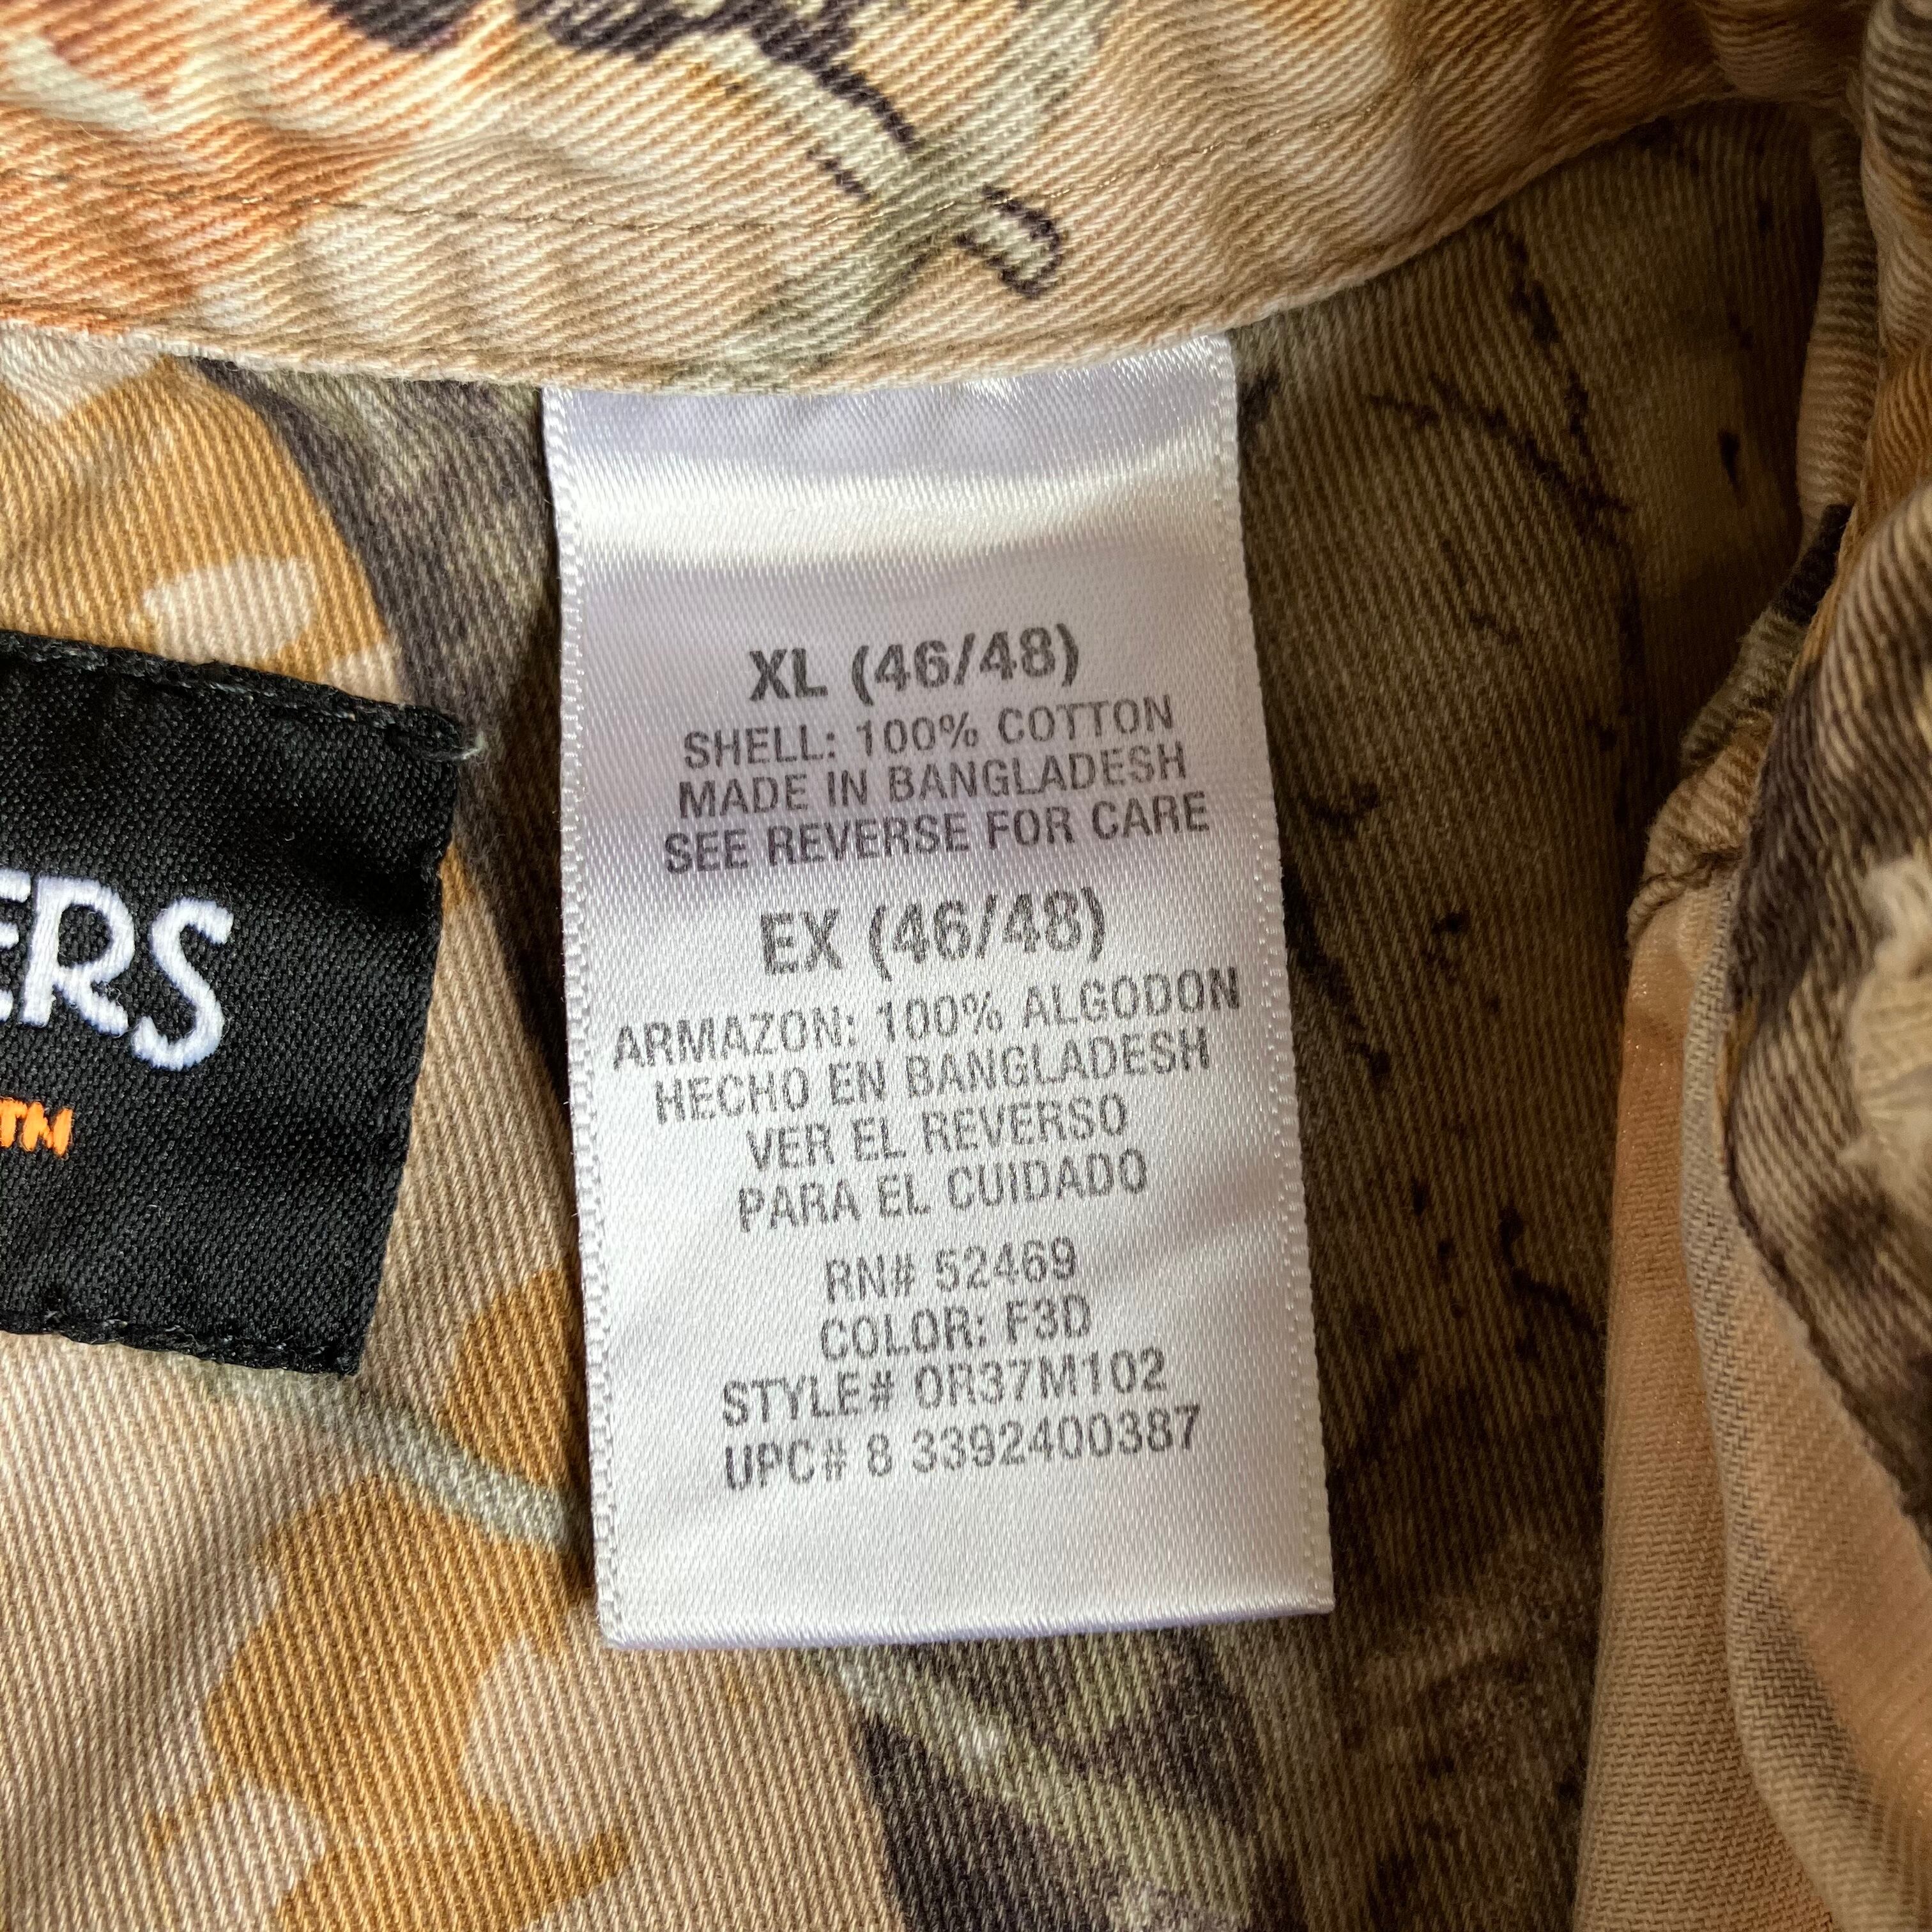 XL (46/48)
SHELL: 100% COTTON
MADE IN BANGLADESH
SEE REVERSE FOR CARE
EX (46/48)
ARMAZON: 100% ALGODON
HECHO EN BANGLADESH
VER EL REVERSO
PARA EL CUIDADO
RN# 52469
COLOR: F3D
STYLE# 0R37M102
UPC# 8 3392400387
ERS
TN